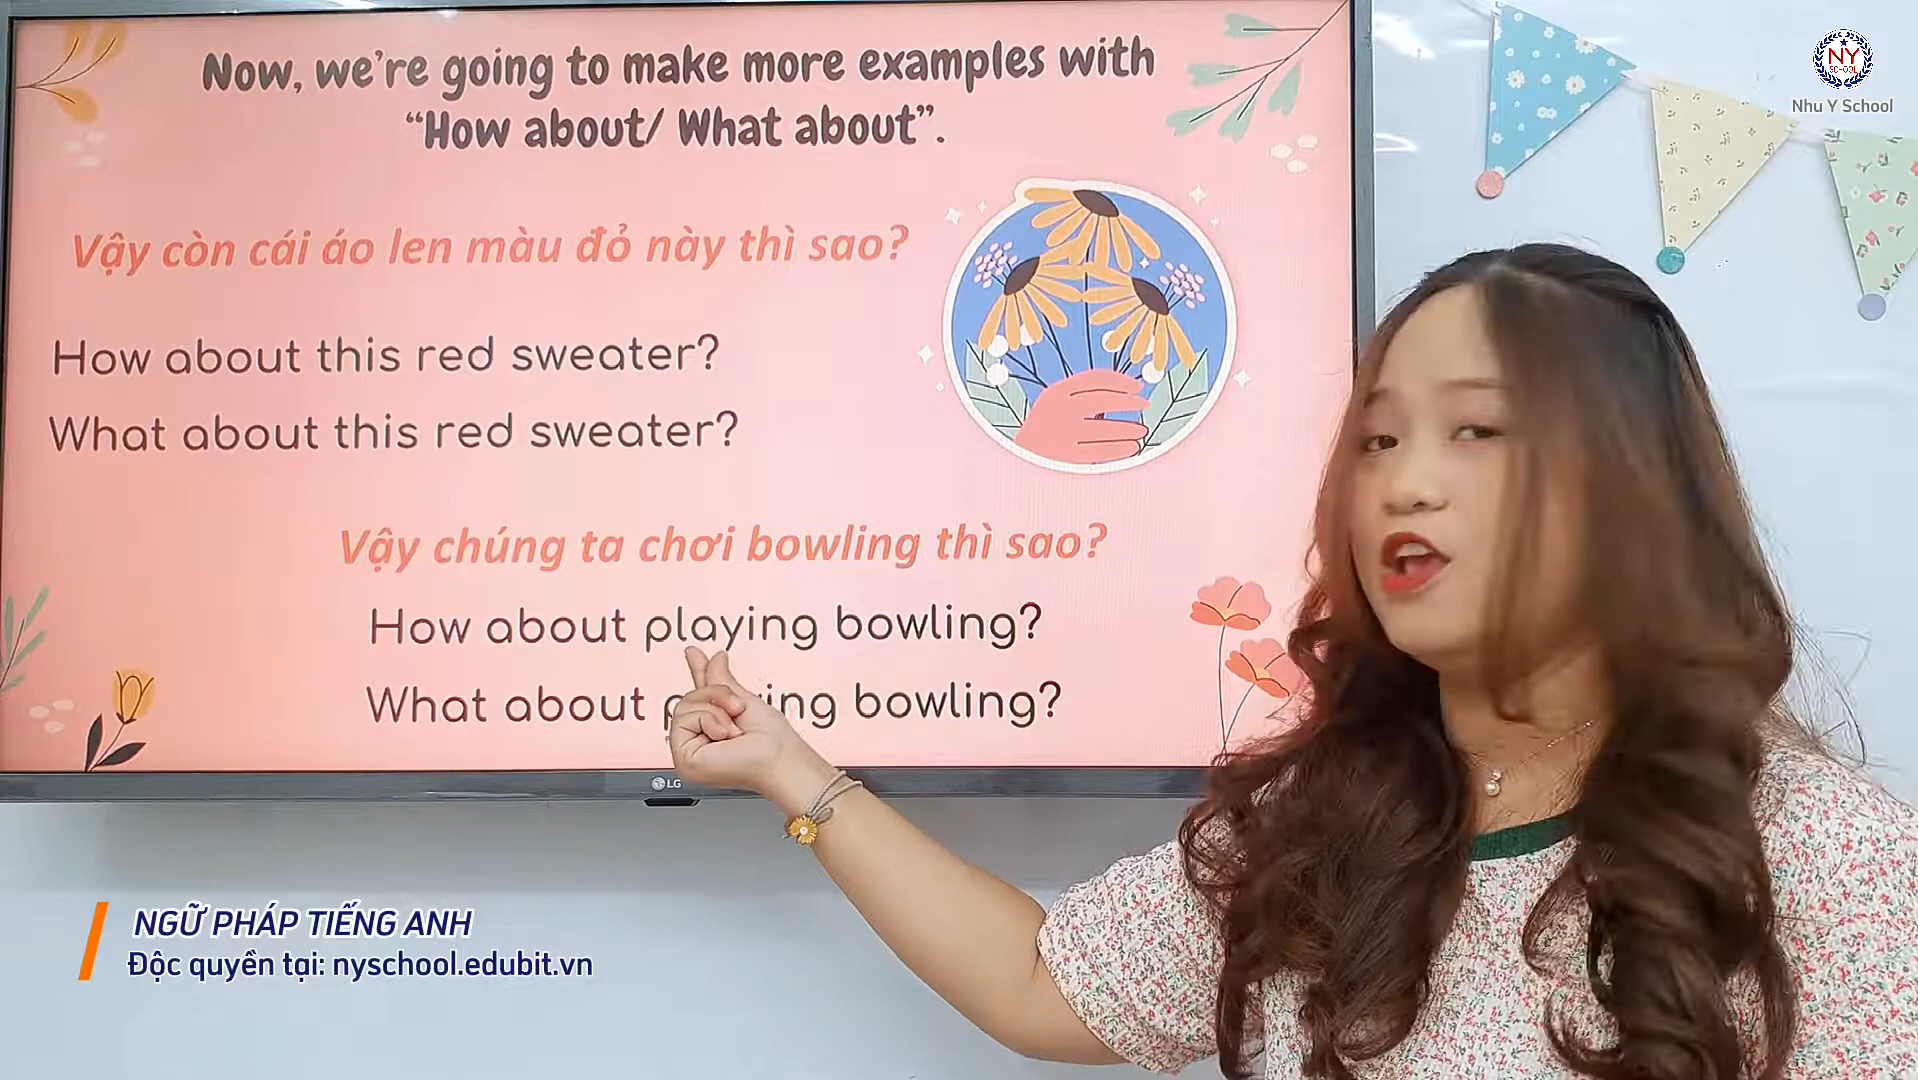 Now, we're going to make more examples with
"How about/ What about".
Vậy còn cái áo len màu đỏ này thì sao?
How about this red sweater?
What about this red sweater?
Vậy chúng ta chơi bowling thì sao?
How about playing bowling?
What about bowling?
LG
NY
SCHOOL
Nhu Y School
NGỮ PHÁP TIẾNG ANH
Độc quyền tại: nyschool.edubit.vn